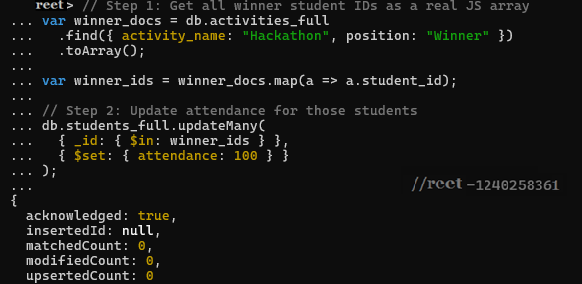 reet> // Step 1: Get all winner student IDs as a real JS array
... var winner_docs = db.activities_full
...   .find({ activity_name: "Hackathon", position: "Winner" })
...   .toArray();
...
... var winner_ids = winner_docs.map(a => a.student_id);
...
... // Step 2: Update attendance for those students
... db.students_full.updateMany(
...   { _id: { $in: winner_ids } },
...   { $set: { attendance: 100 } }
... );
...
//reet -1240258361
{
  acknowledged: true,
  insertedId: null,
  matchedCount: 0,
  modifiedCount: 0,
  upsertedCount: 0